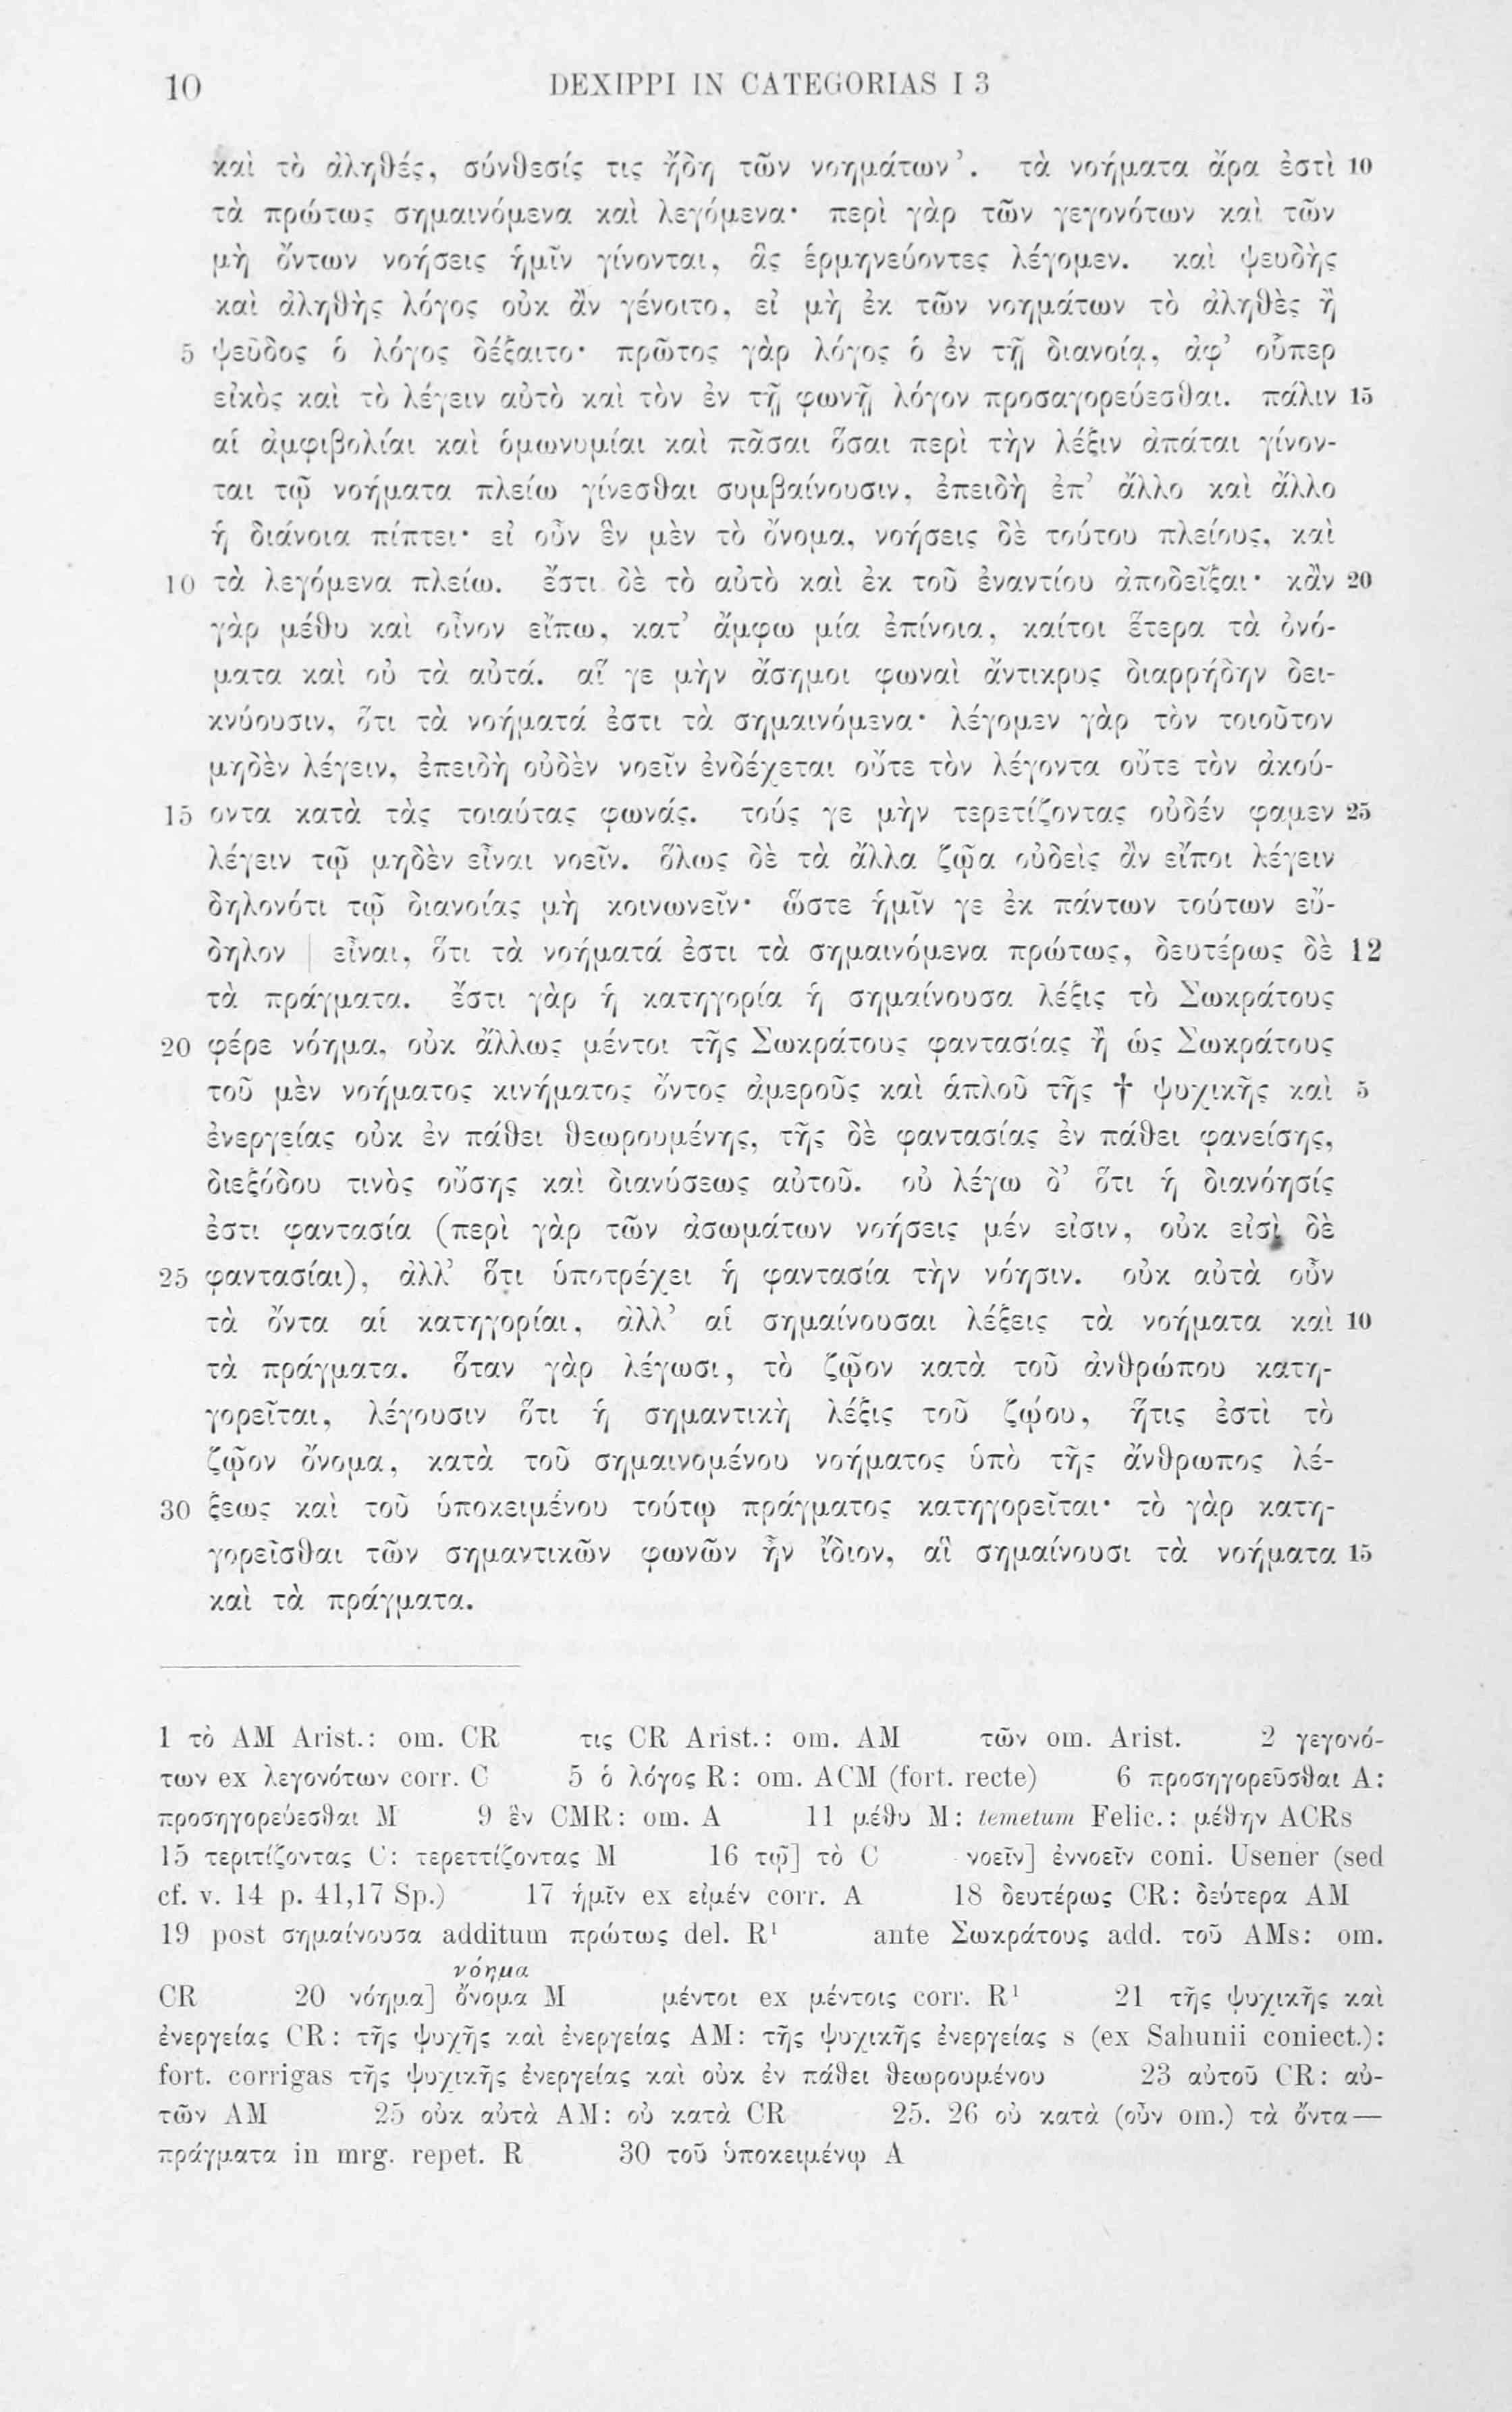 10 DEXIPPI IN CATEGORIAS I 3
καὶ τὸ ἀληθές, σύνθεσίς τις ἤδη τῶν νοημάτων’. τὰ νοήματα ἄρα ἐστὶ 10
τὰ πρώτως σημαινόμενα καὶ λεγόμενα· περὶ γὰρ τῶν γεγονότων καὶ τῶν
μὴ ὄντων νοήσεις ἡμῖν γίνονται, ἃς ἑρμηνεύοντες λέγομεν. καὶ ψευδὴς
καὶ ἀληθὴς λόγος οὐκ ἂν γένοιτο, εἰ μὴ ἐκ τῶν νοημάτων τὸ ἀληθὲς ἢ
5 ψεῦδος ὁ λόγος δέξαιτο· πρῶτος γὰρ λόγος ὁ ἐν τῇ διανοίᾳ, ἀφ’ οὗπερ
εἰκὸς καὶ τὸ λέγειν αὐτὸ καὶ τὸν ἐν τῇ φωνῇ λόγον προσαγορεύεσθαι. πάλιν 15
αἱ ἀμφιβολίαι καὶ ὁμωνυμίαι καὶ πᾶσαι ὅσαι περὶ τὴν λέξιν ἀπάται γίνον-
ται τῷ νοήματα πλείω γίνεσθαι συμβαίνουσιν, ἐπειδὴ ἐπ’ ἄλλο καὶ ἄλλο
ἡ διάνοια πίπτει· εἰ οὖν ἓν μὲν τὸ ὄνομα, νοήσεις δὲ τούτου πλείους, καὶ
10 τὰ λεγόμενα πλείω. ἔστι δὲ τὸ αὐτὸ καὶ ἐκ τοῦ ἐναντίου ἀποδεῖξαι· κἂν 20
γὰρ μέθυ καὶ οἶνον εἴπω, κατ’ ἄμφω μία ἐπίνοια, καίτοι ἕτερα τὰ ὀνό-
ματα καὶ οὐ τὰ αὐτά. αἵ γε μὴν ἄσημοι φωναὶ ἄντικρυς διαρρήδην δει-
κνύουσιν, ὅτι τὰ νοήματά ἐστι τὰ σημαινόμενα· λέγομεν γὰρ τὸν τοιοῦτον
μηδὲν λέγειν, ἐπειδὴ οὐδὲν νοεῖν ἐνδέχεται οὔτε τὸν λέγοντα οὔτε τὸν ἀκού-
15 οντα κατὰ τὰς τοιαύτας φωνάς. τούς γε μὴν τερετίζοντας οὐδέν φαμεν 25
λέγειν τῷ μηδὲν εἶναι νοεῖν. ὅλως δὲ τὰ ἄλλα ζῷα οὐδεὶς ἂν εἴποι λέγειν
δηλονότι τῷ διανοίας μὴ κοινωνεῖν· ὥστε ἡμῖν γε ἐκ πάντων τούτων εὔ-
δηλον | εἶναι, ὅτι τὰ νοήματά ἐστι τὰ σημαινόμενα πρώτως, δευτέρως δὲ 12
τὰ πράγματα. ἔστι γὰρ ἡ κατηγορία ἡ σημαίνουσα λέξις τὸ Σωκράτους
20 φέρε νόημα, οὐκ ἄλλως μέντοι τῆς Σωκράτους φαντασίας ἢ ὡς Σωκράτους
τοῦ μὲν νοήματος κινήματος ὄντος ἀμεροῦς καὶ ἁπλοῦ τῆς † ψυχικῆς καὶ 5
ἐνεργείας οὐκ ἐν πάθει θεωρουμένης, τῆς δὲ φαντασίας ἐν πάθει φανείσης,
διεξόδου τινὸς οὔσης καὶ διανύσεως αὐτοῦ. οὐ λέγω δ’ ὅτι ἡ διανόησίς
ἐστι φαντασία (περὶ γὰρ τῶν ἀσωμάτων νοήσεις μέν εἰσιν, οὐκ εἰσὶ δὲ
25 φαντασίαι), ἀλλ’ ὅτι ὑποτρέχει ἡ φαντασία τὴν νόησιν. οὐκ αὐτὰ οὖν
τὰ ὄντα αἱ κατηγορίαι, ἀλλ’ αἱ σημαίνουσαι λέξεις τὰ νοήματα καὶ 10
τὰ πράγματα. ὅταν γὰρ λέγωσι, τὸ ζῷον κατὰ τοῦ ἀνθρώπου κατη-
γορεῖται, λέγουσιν ὅτι ἡ σημαντικὴ λέξις τοῦ ζῴου, ἥτις ἐστὶ τὸ
ζῷον ὄνομα, κατὰ τοῦ σημαινομένου νοήματος ὑπὸ τῆς ἄνθρωπος λέ-
30 ξεως καὶ τοῦ ὑποκειμένου τούτῳ πράγματος κατηγορεῖται· τὸ γὰρ κατη-
γορεῖσθαι τῶν σημαντικῶν φωνῶν ἦν ἴδιον, αἳ σημαίνουσι τὰ νοήματα 15
καὶ τὰ πράγματα.
1 τὸ AM Arist.: om. CR τις CR Arist.: om. AM τῶν om. Arist. 2 γεγονό-
των ex λεγονότων corr. C 5 ὁ λόγος R: om. ACM (fort. recte) 6 προσηγορεῦσθαι A:
προσηγορεύεσθαι M 9 ἓν CMR: om. A 11 μέθυ M: temetum Felic.: μέθην ACRs
15 τεριτίζοντας C: τερεττίζοντας M 16 τῷ] τὸ C νοεῖν] ἐννοεῖν coni. Usener (sed
cf. v. 14 p. 41,17 Sp.) 17 ἡμῖν ex εἰμέν corr. A 18 δευτέρως CR: δεύτερα AM
19 post σημαίνουσα additum πρώτως del. R¹ ante Σωκράτους add. τοῦ AMs: om.
νόημα
CR 20 νόημα] ὄνομα M μέντοι ex μέντοις corr. R¹ 21 τῆς ψυχικῆς καὶ
ἐνεργείας CR: τῆς ψυχῆς καὶ ἐνεργείας AM: τῆς ψυχικῆς ἐνεργείας s (ex Sahunii coniect.):
fort. corrigas τῆς ψυχικῆς ἐνεργείας καὶ οὐκ ἐν πάθει θεωρουμένου 23 αὐτοῦ CR: αὐ-
τῶν AM 25 οὐκ αὐτὰ AM: οὐ κατὰ CR 25. 26 οὐ κατὰ (οὖν om.) τὰ ὄντα—
πράγματα in mrg. repet. R 30 τοῦ ὑποκειμένῳ A